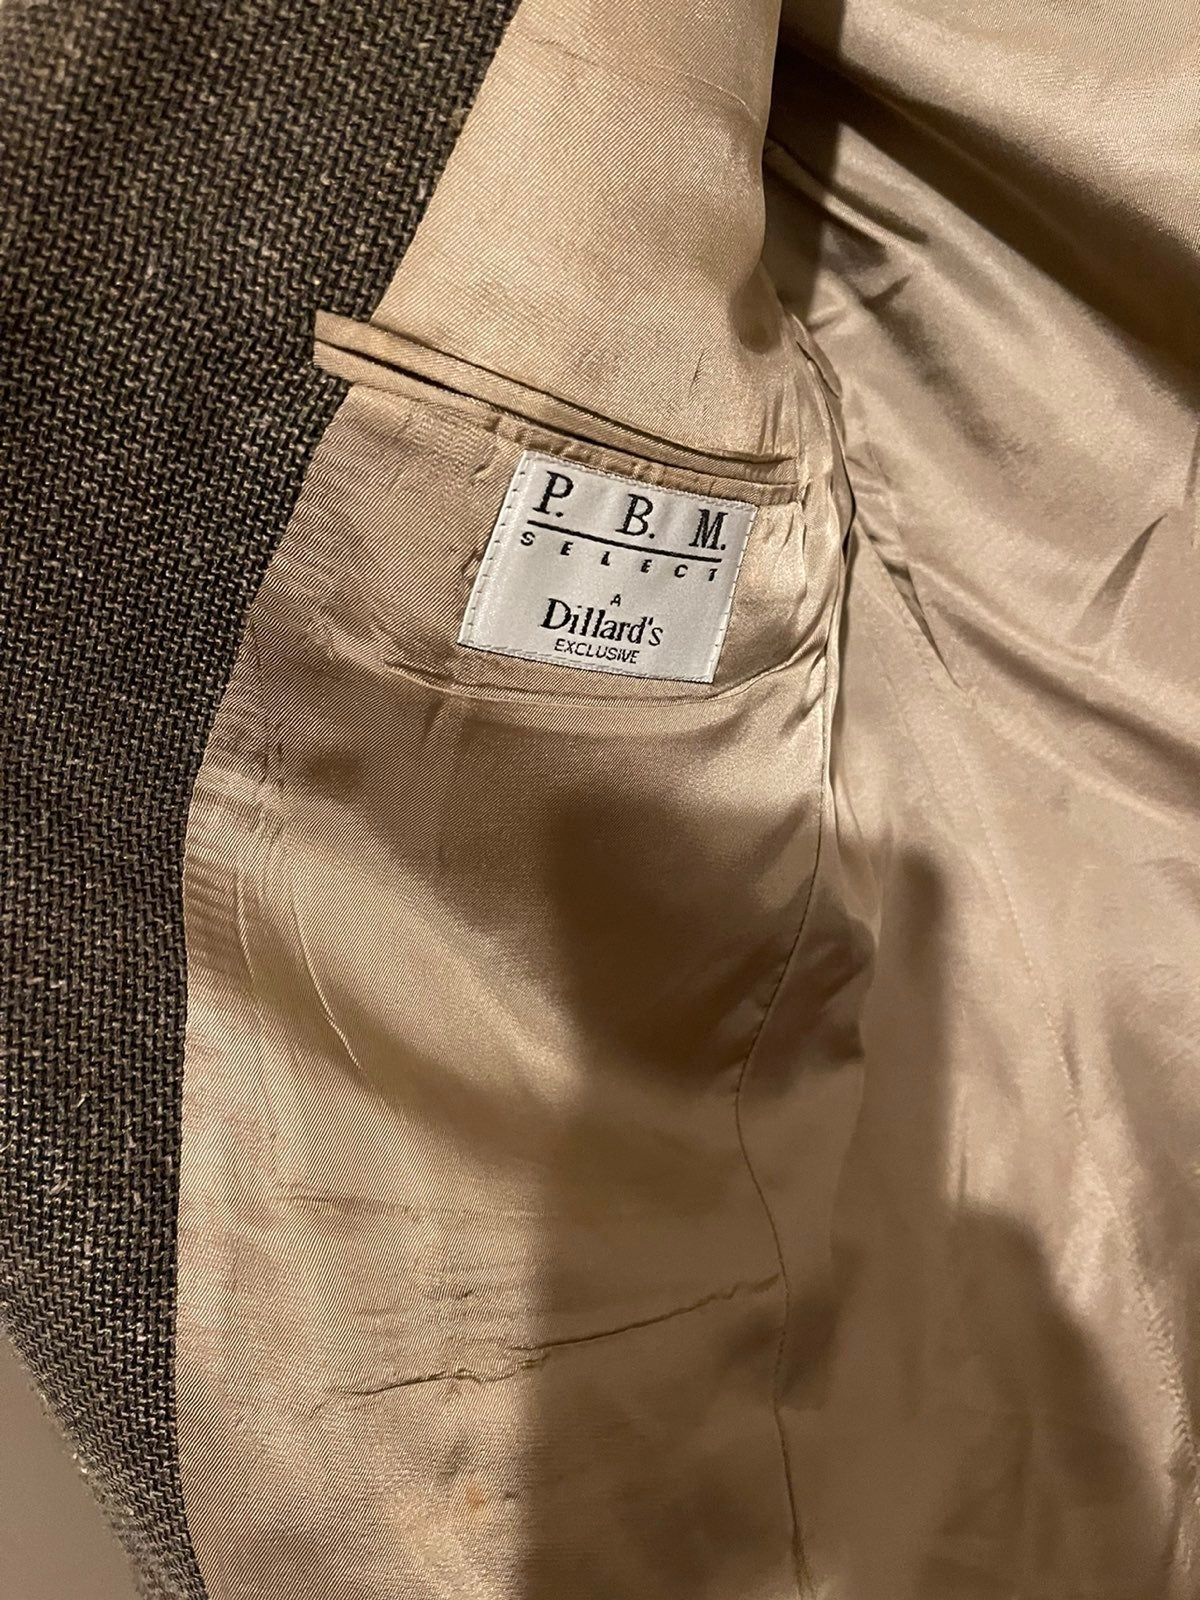 P. B. M.
SELECT
A
Dillard's
EXCLUSIVE